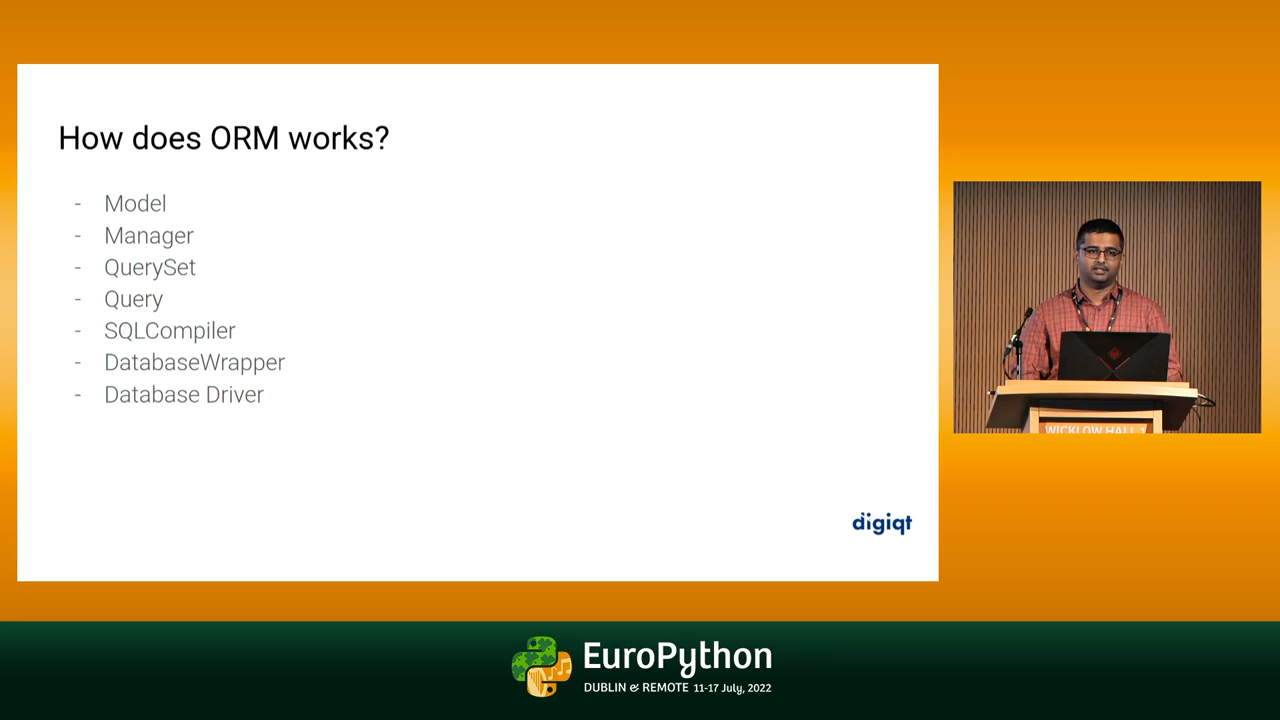 How does ORM works?
- Model
- Manager
- QuerySet
- Query
- SQLCompiler
- DatabaseWrapper
- Database Driver
digiqt
WICKLOW HALL 1
EuroPython
DUBLIN & REMOTE 11-17 July, 2022